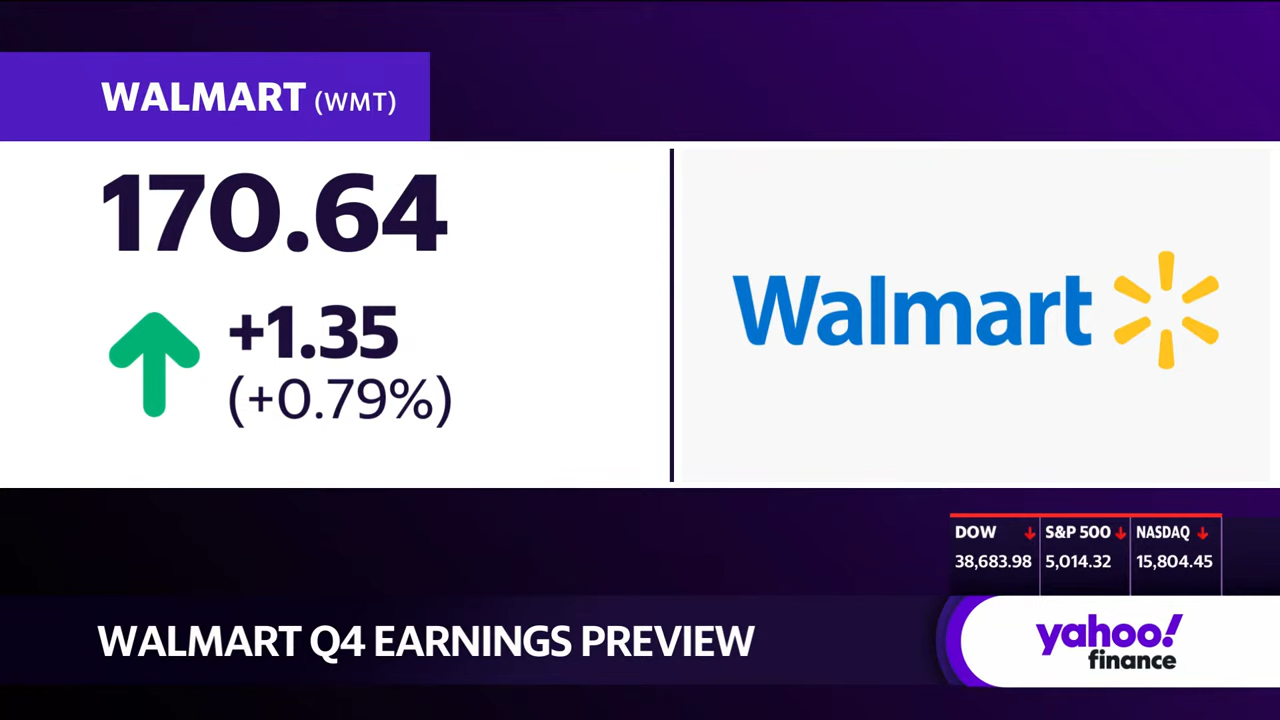 WALMART (WMT)
170.64
+1.35
(+0.79%)
Walmart
DOW S&P 500 NASDAQ
38,683.98 5,014.32 15,804.45
WALMART Q4 EARNINGS PREVIEW
yahoo!
finance